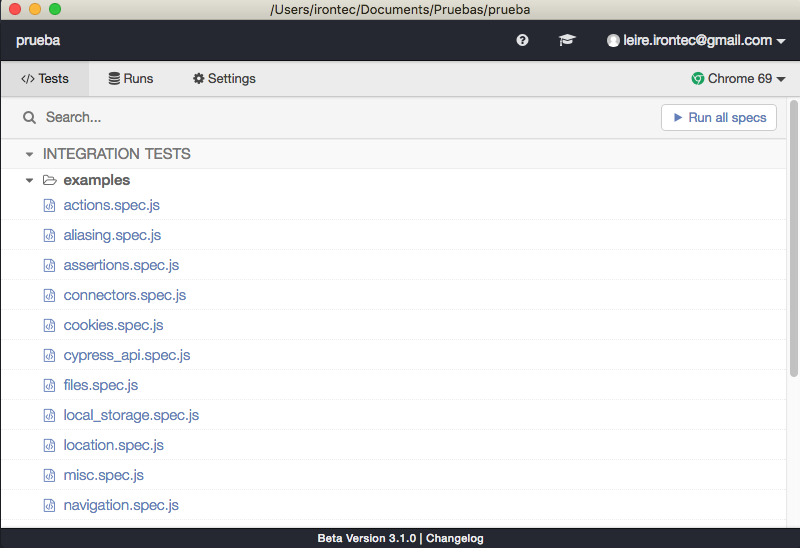 /Users/irontec/Documents/Pruebas/prueba
prueba leire.irontec@gmail.com
Tests Runs Settings Chrome 69
Search... Run all specs
INTEGRATION TESTS
examples
actions.spec.js
aliasing.spec.js
assertions.spec.js
connectors.spec.js
cookies.spec.js
cypress_api.spec.js
files.spec.js
local_storage.spec.js
location.spec.js
misc.spec.js
navigation.spec.js
Beta Version 3.1.0 | Changelog